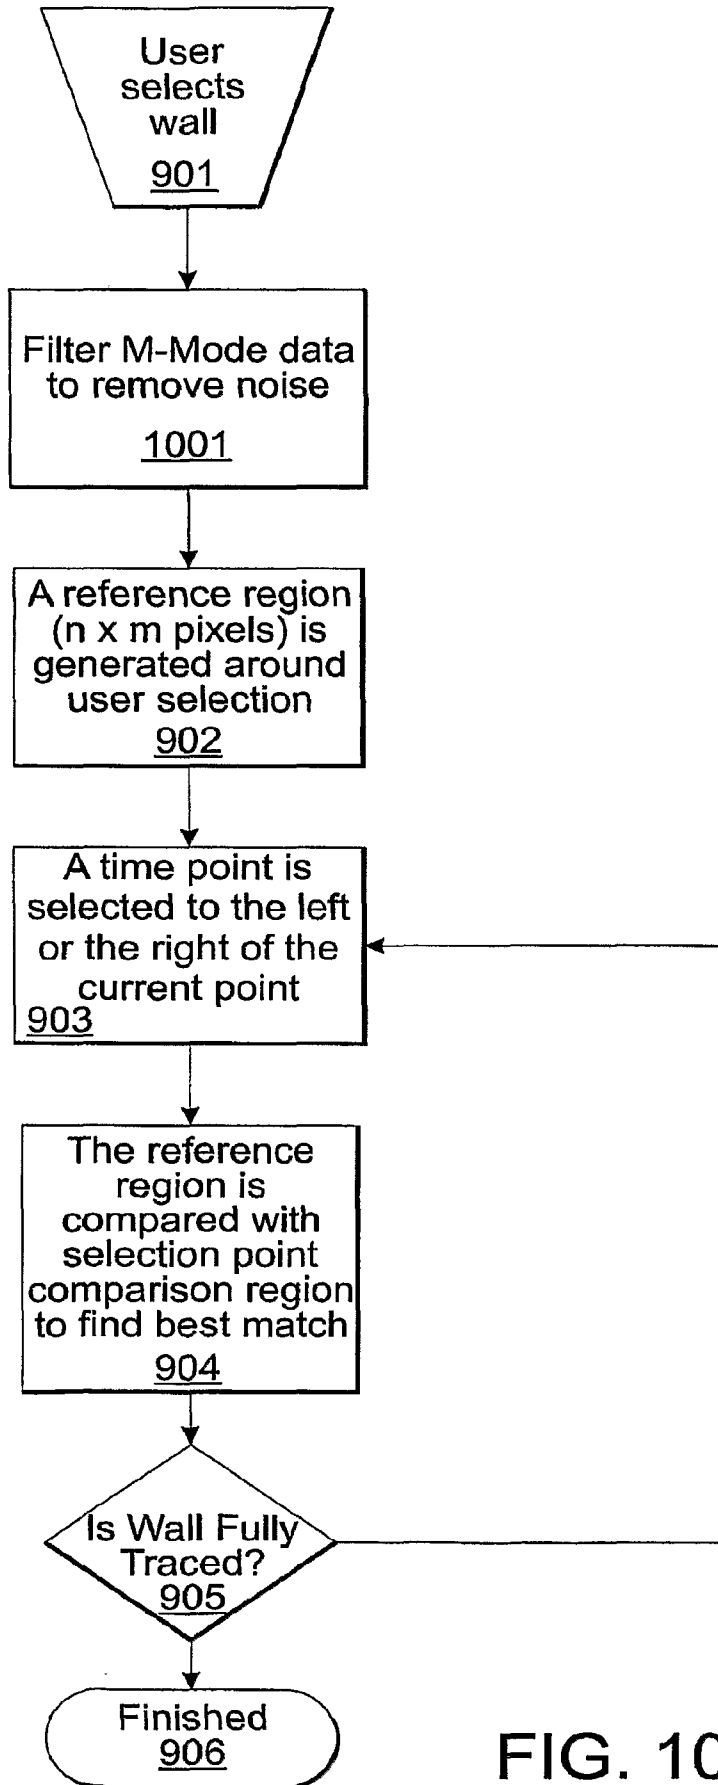 User
selects
wall
901
Filter M-Mode data
to remove noise
1001
A reference region
(n x m pixels) is
generated around
user selection
902
A time point is
selected to the left
or the right of the
current point
903
The reference
region is
compared with
selection point
comparison region
to find best match
904
Is Wall Fully
Traced?
905
Finished
906
FIG. 10